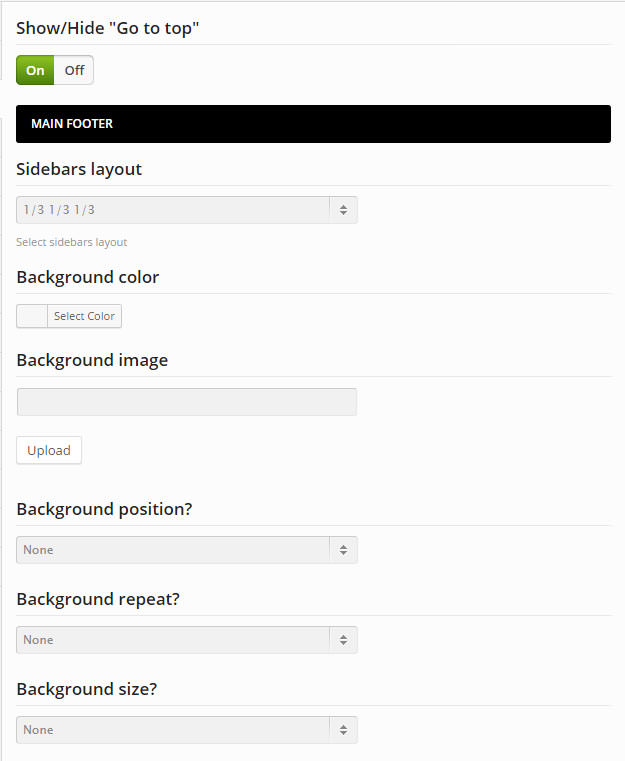 Show/Hide "Go to top"
On Off
MAIN FOOTER
Sidebars layout
1/3 1/3 1/3
Select sidebars layout
Background color
Select Color
Background image
Upload
Background position?
None
Background repeat?
None
Background size?
None